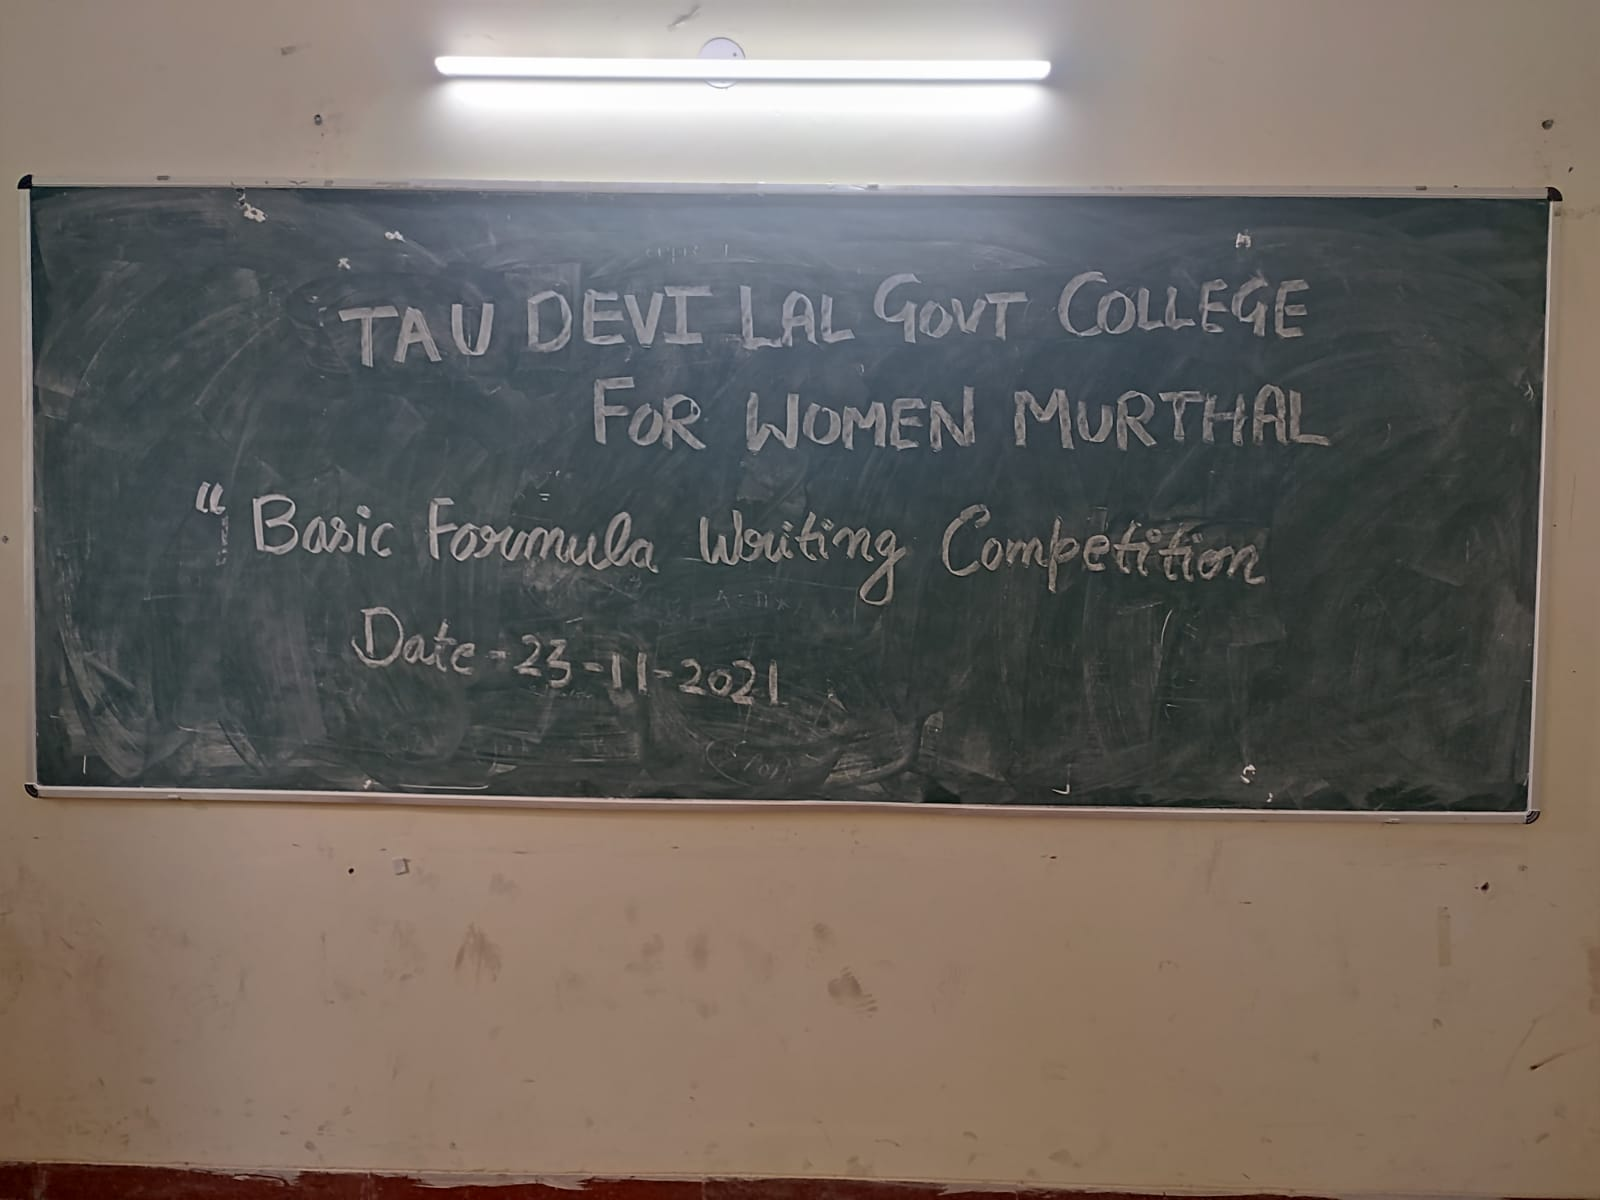 TAU DEVI LAL GOVT COLLEGE
FOR WOMEN MURTHAL
" Basic Formula Writing Competition
Date - 23-11-2021